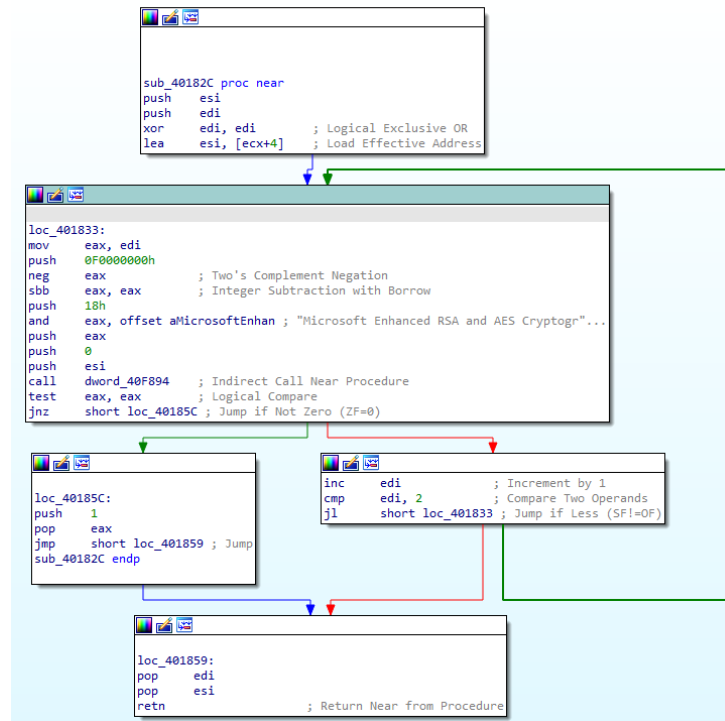 sub_40182C proc near
push esi
push edi
xor edi, edi ; Logical Exclusive OR
lea esi, [ecx+4] ; Load Effective Address
loc_401833:
mov eax, edi
push 0F0000000h
neg eax ; Two's Complement Negation
sbb eax, eax ; Integer Subtraction with Borrow
push 18h
and eax, offset aMicrosoftEnhan ; "Microsoft Enhanced RSA and AES Cryptogr"...
push eax
push 0
push esi
call dword_40F894 ; Indirect Call Near Procedure
test eax, eax ; Logical Compare
jnz short loc_40185C ; Jump if Not Zero (ZF=0)
loc_40185C:
push 1
pop eax
jmp short loc_401859 ; Jump
sub_40182C endp
inc edi ; Increment by 1
cmp edi, 2 ; Compare Two Operands
jl short loc_401833 ; Jump if Less (SF!=OF)
loc_401859:
pop edi
pop esi
retn ; Return Near from Procedure